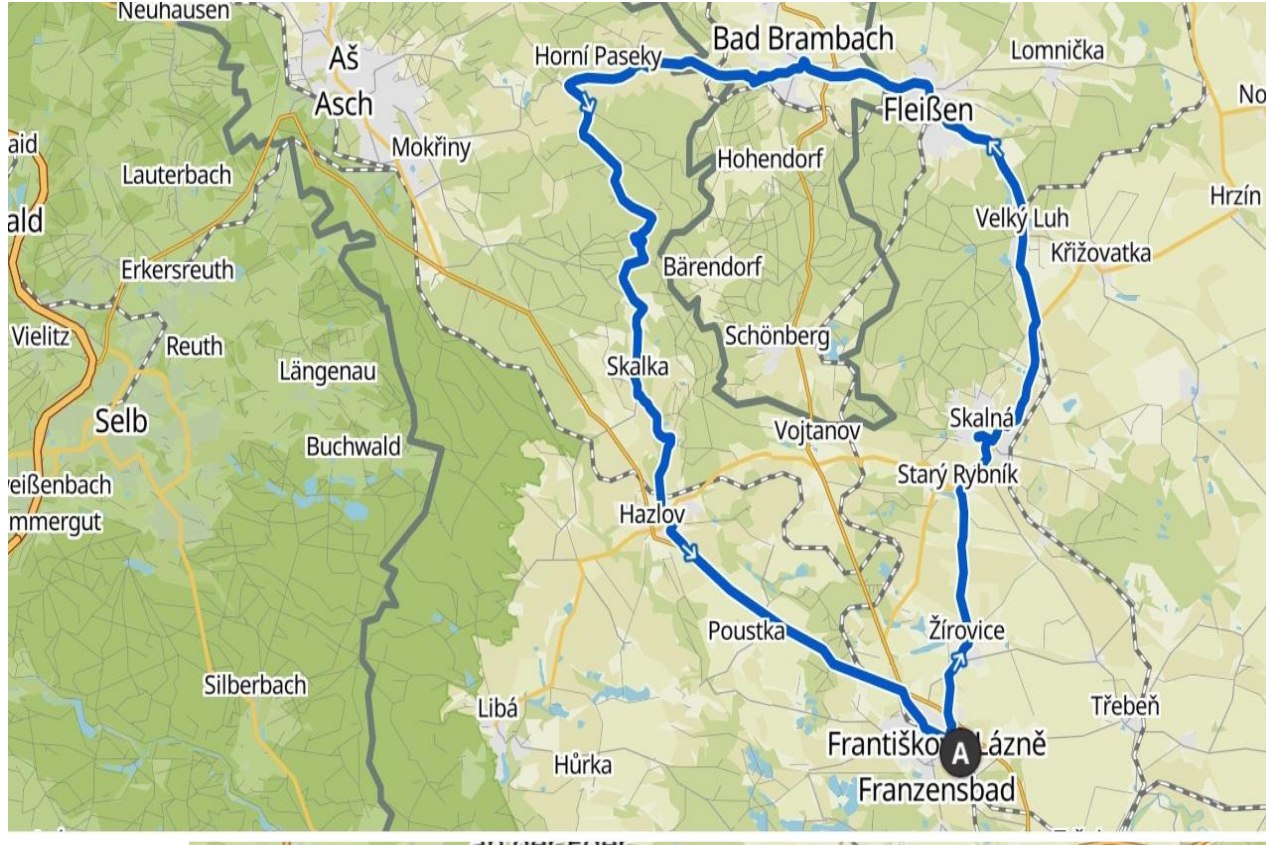 Neuhausen
Aš
Asch
Horní Paseky
Bad Brambach
Lomnička
No
Fleißen
aid
Mokřiny
Lauterbach
Hohendorf
Hrzín
ald
Velký Luh
Křižovatka
Erkersreuth
Bärendorf
Vielitz
Reuth
Schönberg
Längenau
Skalka
Selb
Skalná
Buchwald
Vojtanov
Starý Rybník
eißenbach
Hazlov
mmergut
Poustka
Žírovice
Silberbach
Libá
Třebeň
Františko A Lázně
Hůrka
Franzensbad